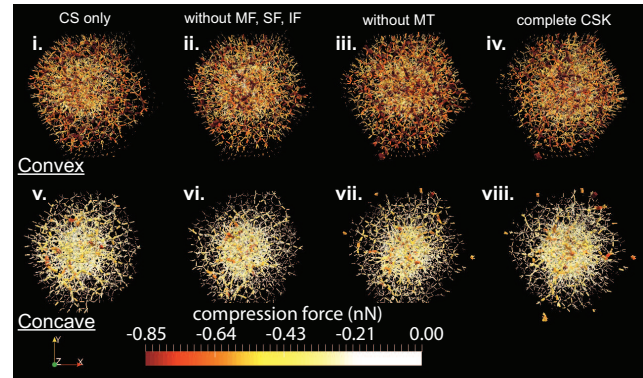 CS only without MF, SF, IF without MT complete CSK
i. ii. iii. iv.
Convex
v. vi. vii. viii.
Concave
compression force (nN)
-0.85 -0.64 -0.43 -0.21 0.00
Y
Z X